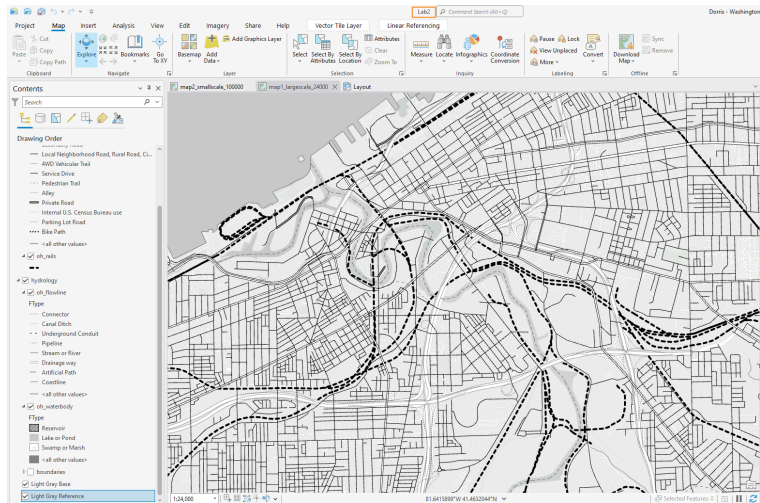 Lab2
Command Search (Alt+Q)
Dorris - Washington
Project
Map
Insert
Analysis
View
Edit
Imagery
Share
Help
Vector Tile Layer
Linear Referencing
Paste
Cut
Copy
Copy Path
Clipboard
Explore
Bookmarks
Go
To XY
Navigate
Basemap
Add
Data
Add Graphics Layer
Layer
Select
Select By
Attributes
Select By
Location
Attributes
Clear
Zoom To
Selection
Measure
Locate
Infographics
Coordinate
Conversion
Inquiry
Pause
Lock
View Unplaced
More
Convert
Labeling
Download
Map
Sync
Remove
Offline
Contents
Search
Drawing Order
map2_smallscale_100000
map1_largescale_24000
Layout
Local Neighborhood Road, Rural Road, Ci...
4WD Vehicular Trail
Service Drive
Pedestrian Trail
Alley
Private Road
Internal U.S. Census Bureau use
Parking Lot Road
Bike Path
<all other values>
oh_rails
hydrology
oh_flowline
FType
Connector
Canal Ditch
Underground Conduit
Pipeline
Stream or River
Drainage way
Artificial Path
Coastline
<all other values>
oh_waterbody
FType
Reservoir
Lake or Pond
Swamp or Marsh
<all other values>
boundaries
Light Gray Base
Light Gray Reference
1:24,000
81.6415899°W 41.4632044°N
Selected Features: 0